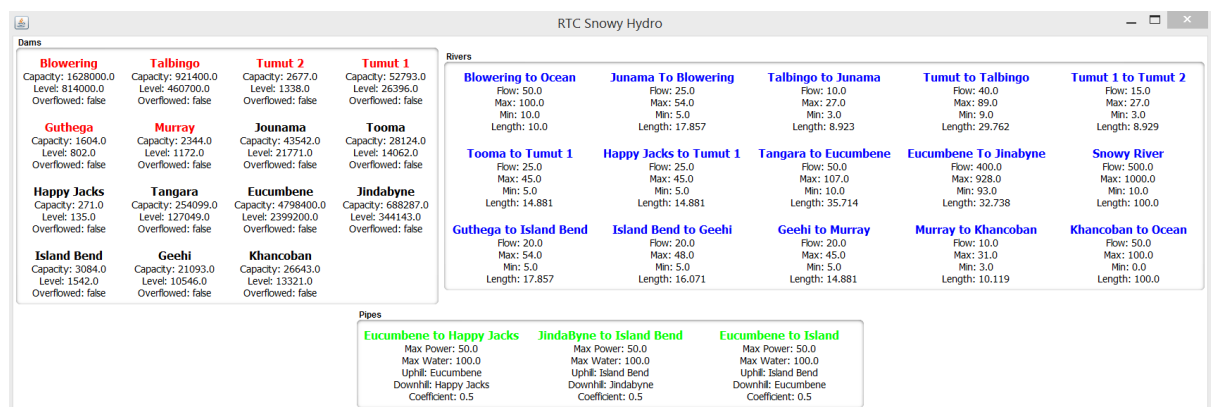 RTC Snowy Hydro
Dams
Blowering Talbingo Tumut 2 Tumut 1
Capacity: 1628000.0 Capacity: 921400.0 Capacity: 2677.0 Capacity: 52793.0
Level: 814000.0 Level: 460700.0 Level: 1338.0 Level: 26396.0
Overflowed: false Overflowed: false Overflowed: false Overflowed: false
Guthega Murray Jounama Tooma
Capacity: 1604.0 Capacity: 2344.0 Capacity: 43542.0 Capacity: 28124.0
Level: 802.0 Level: 1172.0 Level: 21771.0 Level: 14062.0
Overflowed: false Overflowed: false Overflowed: false Overflowed: false
Happy Jacks Tangara Eucumbene Jindabyne
Capacity: 271.0 Capacity: 254099.0 Capacity: 4798400.0 Capacity: 688287.0
Level: 135.0 Level: 127049.0 Level: 2399200.0 Level: 344143.0
Overflowed: false Overflowed: false Overflowed: false Overflowed: false
Island Bend Geehi Khancoban
Capacity: 3084.0 Capacity: 21093.0 Capacity: 26643.0
Level: 1542.0 Level: 10546.0 Level: 13321.0
Overflowed: false Overflowed: false Overflowed: false
Rivers
Blowering to Ocean Junama To Blowering Talbingo to Junama Tumut to Talbingo Tumut 1 to Tumut 2
Flow: 50.0 Flow: 25.0 Flow: 10.0 Flow: 40.0 Flow: 15.0
Max: 100.0 Max: 54.0 Max: 27.0 Max: 89.0 Max: 27.0
Min: 10.0 Min: 5.0 Min: 3.0 Min: 9.0 Min: 3.0
Length: 10.0 Length: 17.857 Length: 8.923 Length: 29.762 Length: 8.929
Tooma to Tumut 1 Happy Jacks to Tumut 1 Tangara to Eucumbene Eucumbene To Jinabyne Snowy River
Flow: 25.0 Flow: 25.0 Flow: 50.0 Flow: 400.0 Flow: 500.0
Max: 45.0 Max: 45.0 Max: 107.0 Max: 928.0 Max: 1000.0
Min: 5.0 Min: 5.0 Min: 10.0 Min: 93.0 Min: 10.0
Length: 14.881 Length: 14.881 Length: 35.714 Length: 32.738 Length: 100.0
Guthega to Island Bend Island Bend to Geehi Geehi to Murray Murray to Khancoban Khancoban to Ocean
Flow: 20.0 Flow: 20.0 Flow: 20.0 Flow: 10.0 Flow: 50.0
Max: 54.0 Max: 48.0 Max: 45.0 Max: 31.0 Max: 100.0
Min: 5.0 Min: 5.0 Min: 5.0 Min: 3.0 Min: 0.0
Length: 17.857 Length: 16.071 Length: 14.881 Length: 10.119 Length: 100.0
Pipes
Eucumbene to Happy Jacks JindaByne to Island Bend Eucumbene to Island
Max Power: 50.0 Max Power: 50.0 Max Power: 50.0
Max Water: 100.0 Max Water: 100.0 Max Water: 100.0
Uphill: Eucumbene Uphill: Island Bend Uphill: Island Bend
Downhill: Happy Jacks Downhill: Jindabyne Downhill: Eucumbene
Coefficient: 0.5 Coefficient: 0.5 Coefficient: 0.5